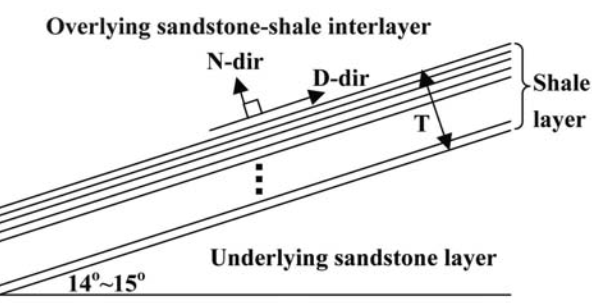 Overlying sandstone-shale interlayer
N-dir
D-dir
Shale
layer
T
Underlying sandstone layer
14°~15°